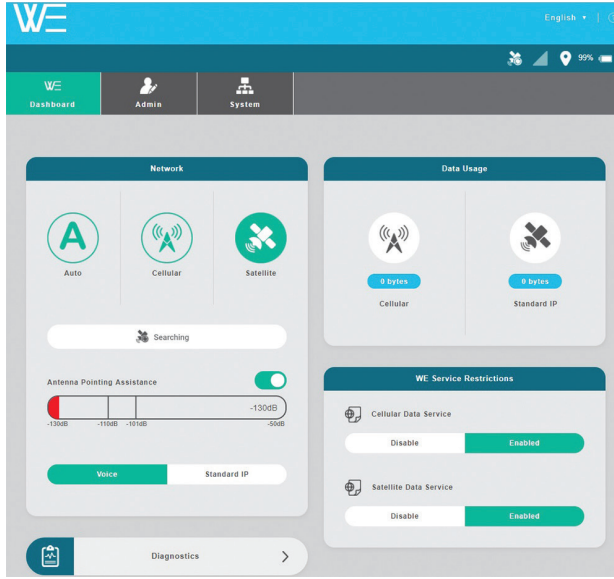 WE
English
99%
WE
Dashboard
Admin
System
Network
A
Auto
Cellular
Satellite
Searching
Antenna Pointing Assistance
-130dB
-130dB
-110dB
-101dB
-50dB
Voice
Standard IP
Diagnostics
Data Usage
0 bytes
0 bytes
Cellular
Standard IP
WE Service Restrictions
Cellular Data Service
Disable
Enabled
Satellite Data Service
Disable
Enabled